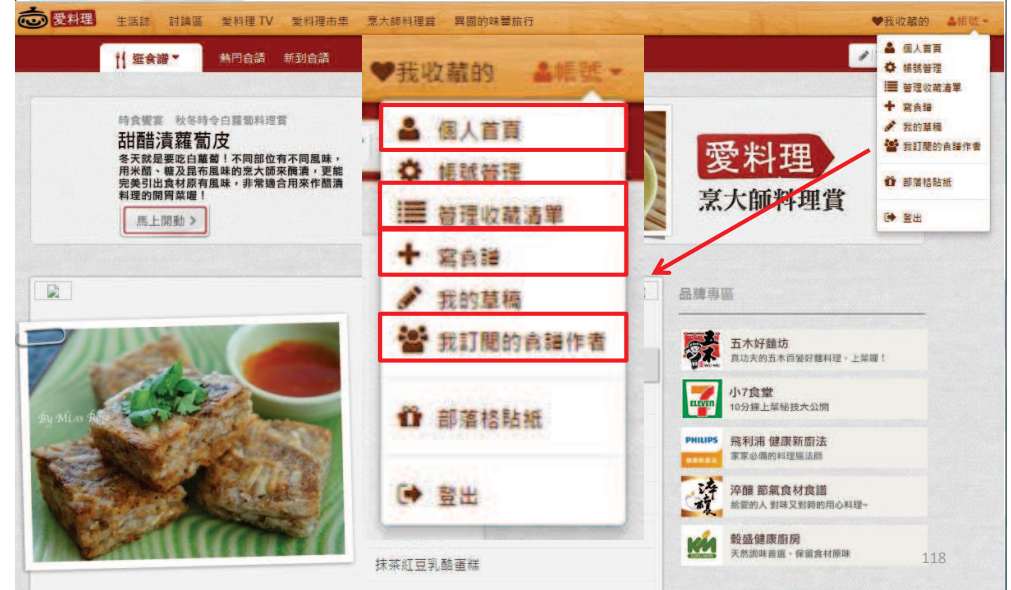 愛料理
生活誌 討論區 愛料理 TV 愛料理市集 烹大師料理賞 異國的味蕾旅行
我收藏的 帳號
逛食譜 熱門食譜 新到食譜
時食饗宴 秋冬時令白蘿蔔料理賞
甜醋漬蘿蔔皮
冬天就是要吃白蘿蔔！不同部位有不同風味，
用米醋、糖及昆布風味的烹大師來醃漬，更能
完美引出食材原有風味，非常適合用來作醋漬
料理的開胃菜喔！
馬上開動
我收藏的 帳號
個人首頁
帳號管理
管理收藏清單
寫食譜
我的草稿
我訂閱的食譜作者
部落格貼紙
登出
愛料理
烹大師料理賞
個人首頁
帳號管理
管理收藏清單
寫食譜
我的草稿
我訂閱的食譜作者
部落格貼紙
登出
By Miss Rose
抹茶紅豆乳酪蛋糕
品牌專區
五木
五木好麵坊
真功夫的五木百變好麵料理，上菜囉！
ELEVEN
小7食堂
10分鐘上菜秘技大公開
PHILIPS
飛利浦 健康新廚法
家家必備的料理魔法師
淬釀
淬釀 節氣食材食譜
給愛的人 對味又對時的用心料理~
穀盛健康廚房
天然調味首選、保留食材原味
118